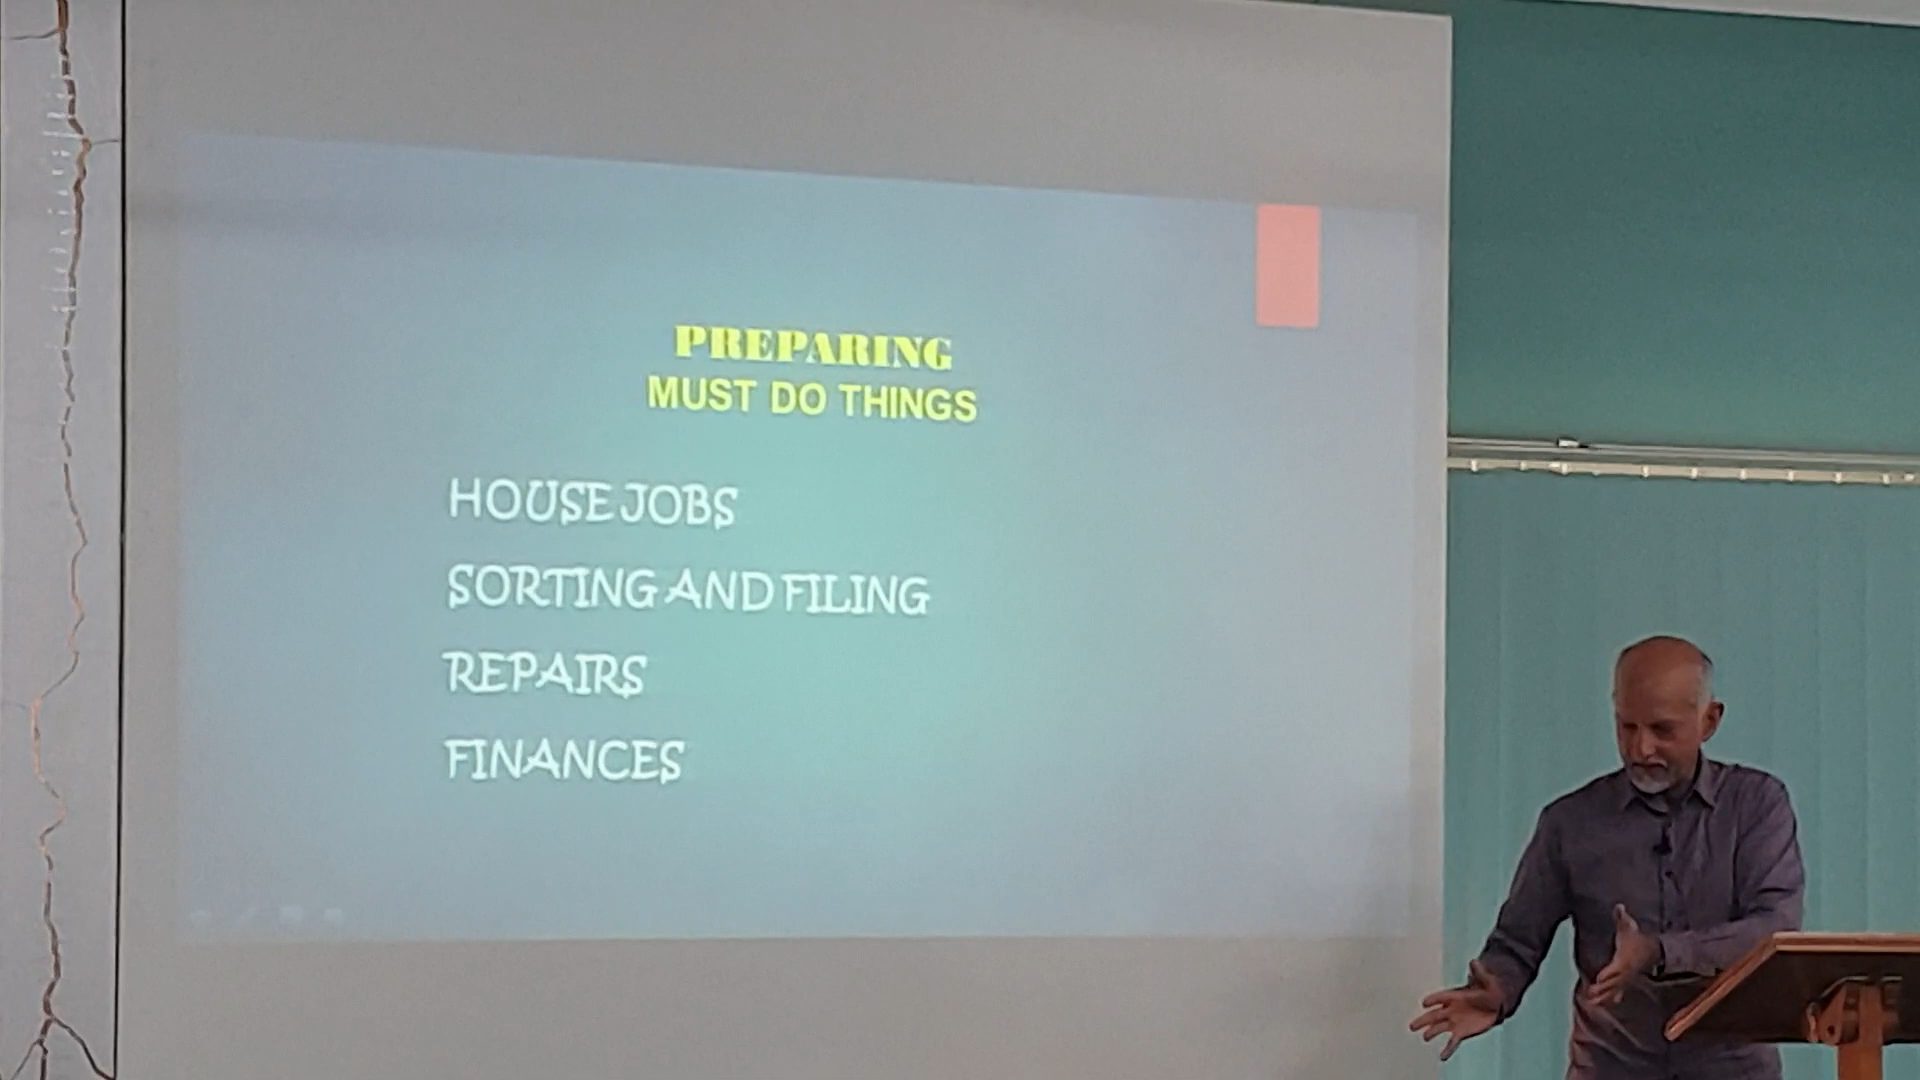 PREPARING
MUST DO THINGS
HOUSE JOBS
SORTING AND FILING
REPAIRS
FINANCES